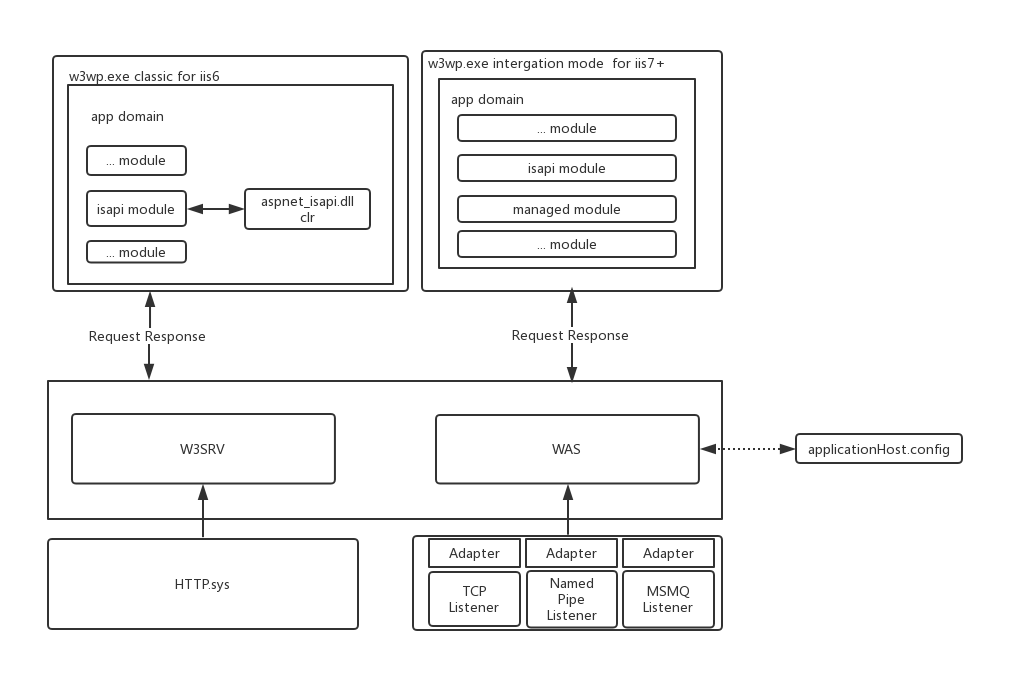 w3wp.exe classic for iis6
app domain
... module
isapi module
aspnet_isapi.dll
clr
... module
w3wp.exe intergation mode  for iis7+
app domain
... module
isapi module
managed module
... module
Request Response
Request Response
W3SRV
WAS
applicationHost.config
HTTP.sys
Adapter
Adapter
Adapter
TCP
Listener
Named
Pipe
Listener
MSMQ
Listener